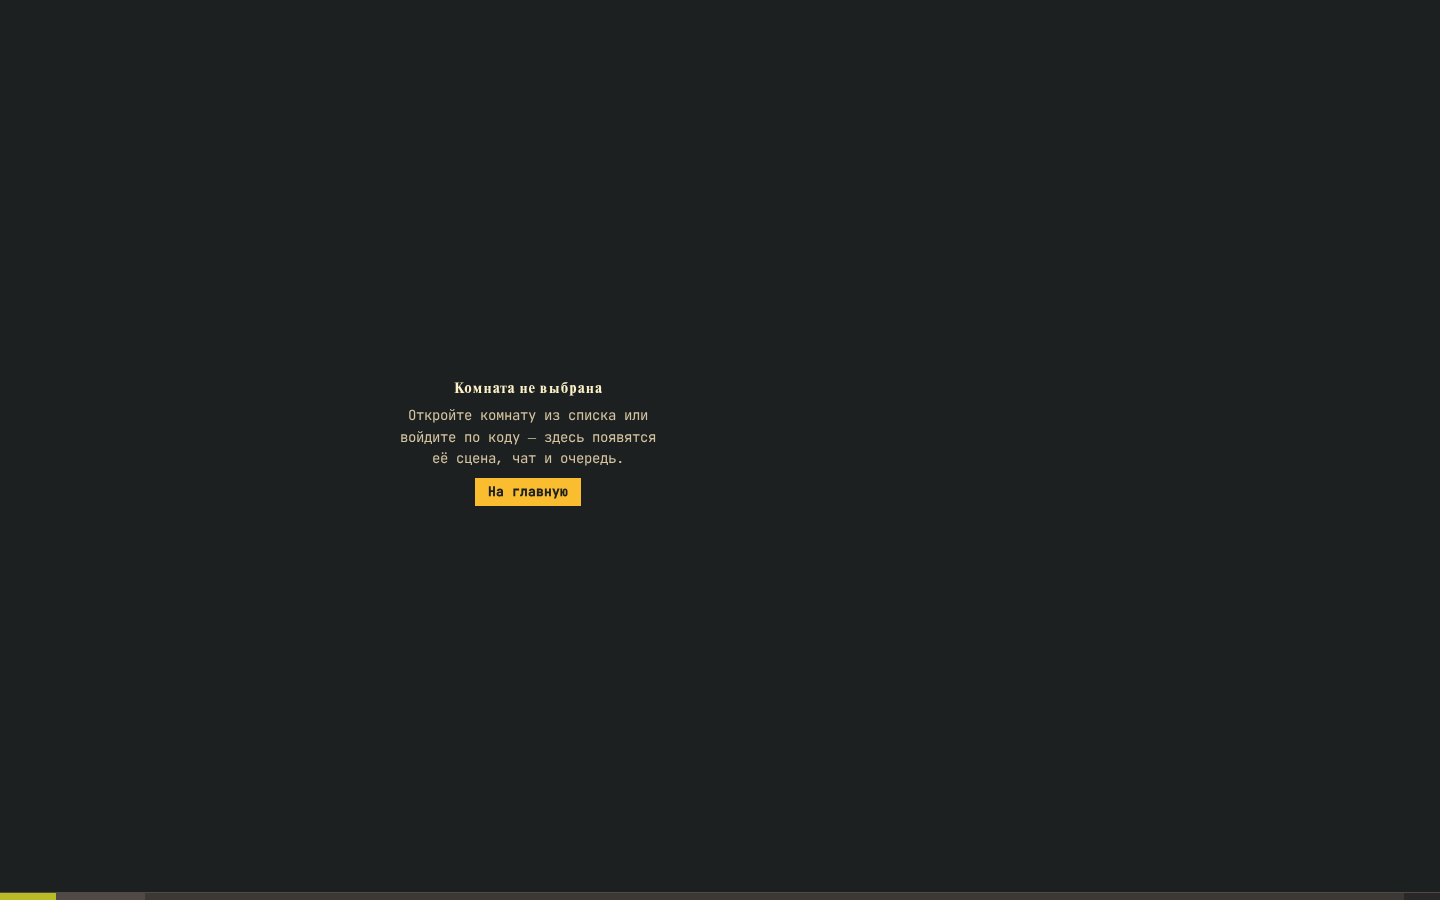 Комната не выбрана
Откройте комнату из списка или
войдите по коду — здесь появятся
её сцена, чат и очередь.
На главную